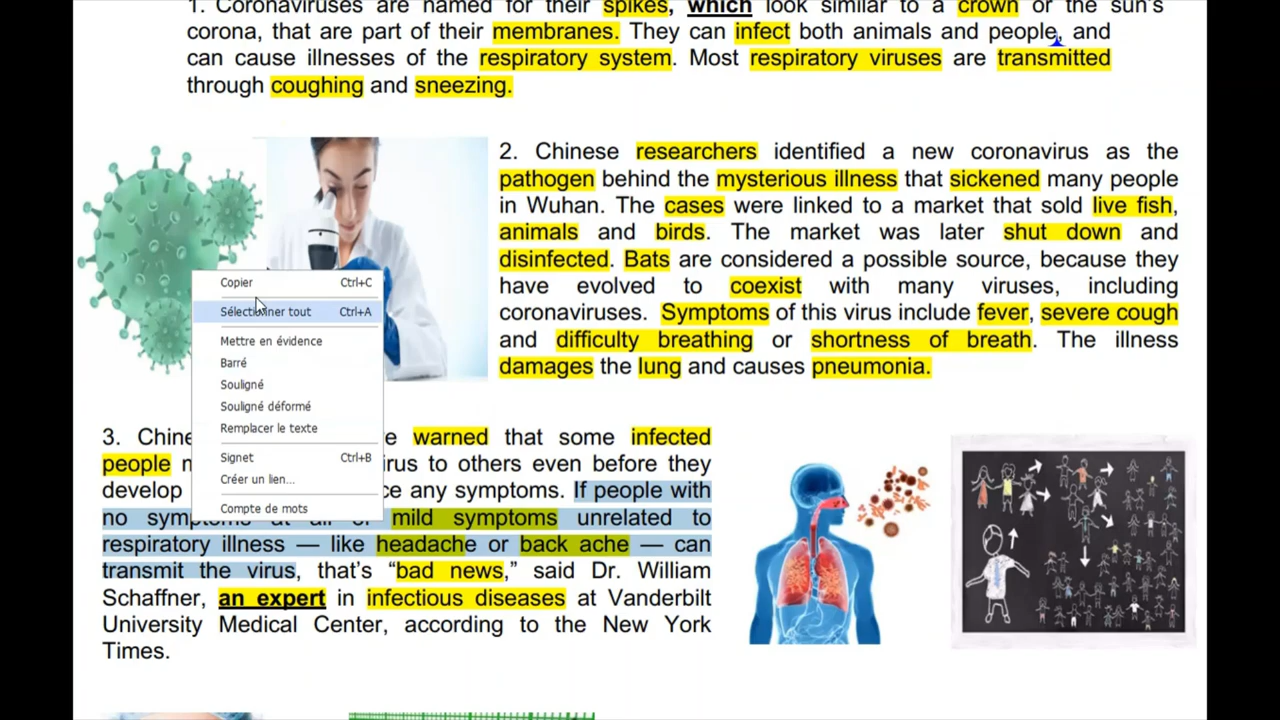 1. Coronaviruses are named for their spikes, which look similar to a crown or the sun's
corona, that are part of their membranes. They can infect both animals and people, and
can cause illnesses of the respiratory system. Most respiratory viruses are transmitted
through coughing and sneezing.
2. Chinese researchers identified a new coronavirus as the
pathogen behind the mysterious illness that sickened many people
in Wuhan. The cases were linked to a market that sold live fish,
animals and birds. The market was later shut down and
disinfected. Bats are considered a possible source, because they
have evolved to coexist with many viruses, including
coronaviruses. Symptoms of this virus include fever, severe cough
and difficulty breathing or shortness of breath. The illness
damages the lung and causes pneumonia.
Copier Ctrl+C
Sélectionner tout Ctrl+A
Mettre en évidence
Barré
Souligné
Souligné déformé
Remplacer le texte
Signet Ctrl+B
Créer un lien...
Compte de mots
3. warned that some infected
people to others even before they
develop any symptoms. If people with
no mild symptoms unrelated to
respiratory illness — like headache or back ache — can
transmit the virus, that's “bad news,” said Dr. William
Schaffner, an expert in infectious diseases at Vanderbilt
University Medical Center, according to the New York
Times.